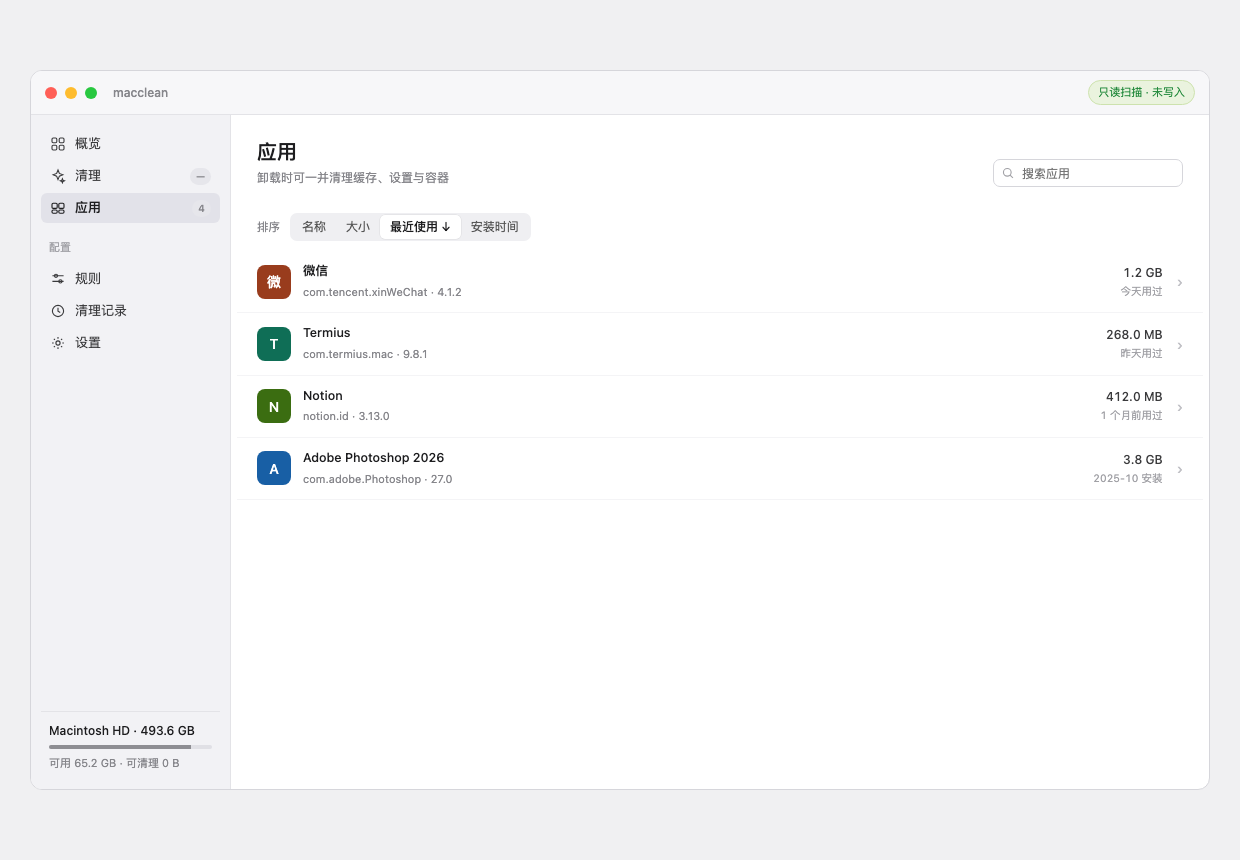 macclean
只读扫描 · 未写入
概览
清理 —
应用 4
配置
规则
清理记录
设置
Macintosh HD · 493.6 GB
可用 65.2 GB · 可清理 0 B
应用
卸载时可一并清理缓存、设置与容器
搜索应用
排序 名称 大小 最近使用 ↓ 安装时间
微 微信 1.2 GB
com.tencent.xinWeChat · 4.1.2 今天用过 ›
T Termius 268.0 MB
com.termius.mac · 9.8.1 昨天用过 ›
N Notion 412.0 MB
notion.id · 3.13.0 1 个月前用过 ›
A Adobe Photoshop 2026 3.8 GB
com.adobe.Photoshop · 27.0 2025-10 安装 ›